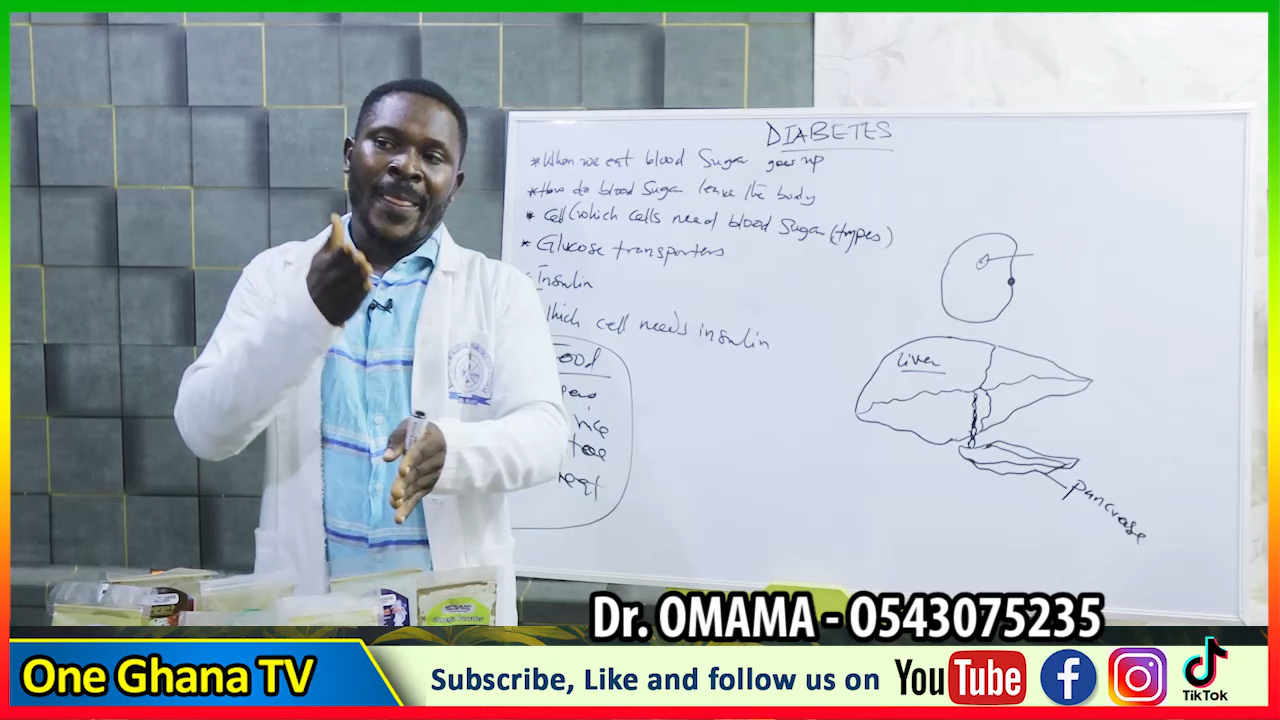 DIABETES
* When we eat blood Sugar goes up
* How do blood Sugar leave the body
* Cell (which cells need blood Sugar (types)
* Glucose transporters
Insulin
hich cell needs insulin
ood
Liver
pancrease
Dr. OMAMA - 0543075235
One Ghana TV
Subscribe, Like and follow us on YouTube
TikTok